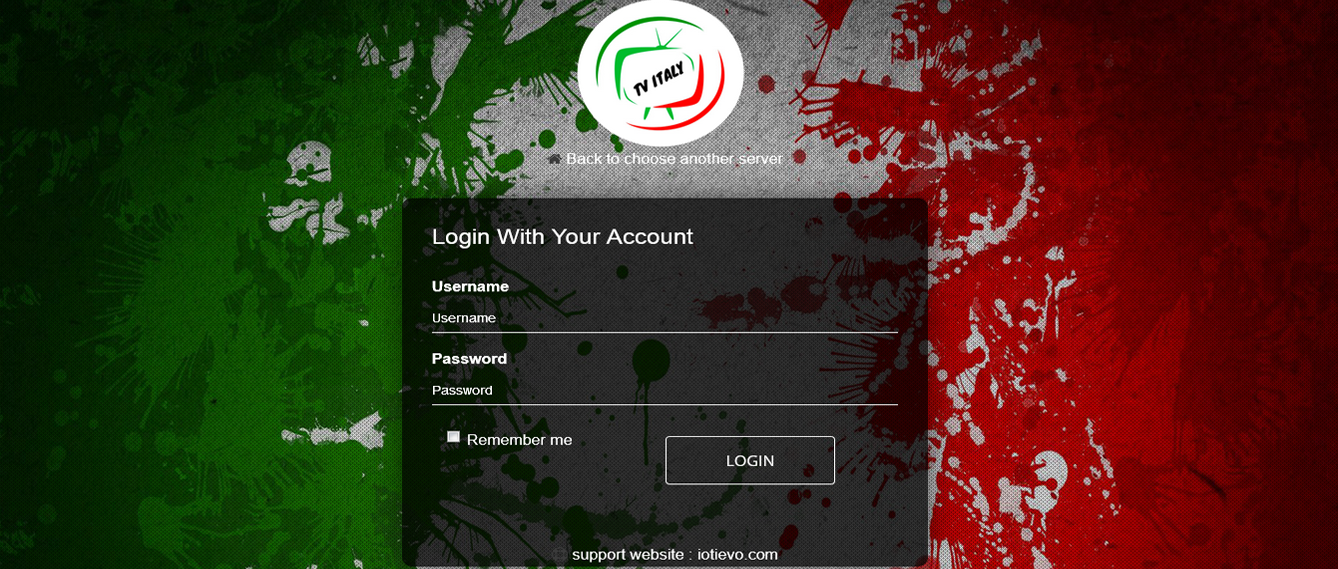 TV ITALY
Back to choose another server
Login With Your Account
Username
Username
Password
Password
Remember me
LOGIN
support website : iotievo.com